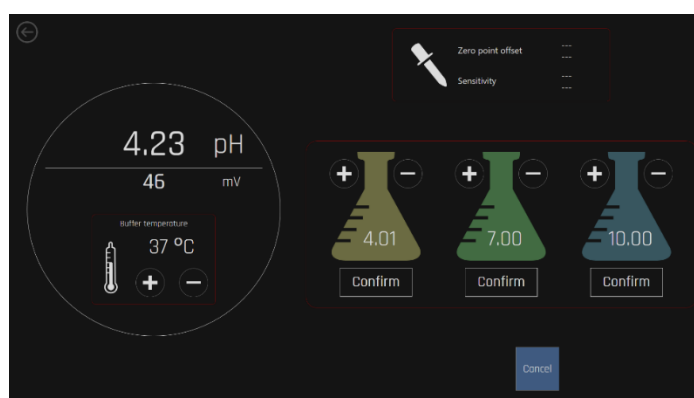 Zero point offset ---
---
Sensitivity ---
---
4.23 pH
46 mV
Buffer temperature
37 °C
4.01 7.00 10.00
Confirm Confirm Confirm
Cancel